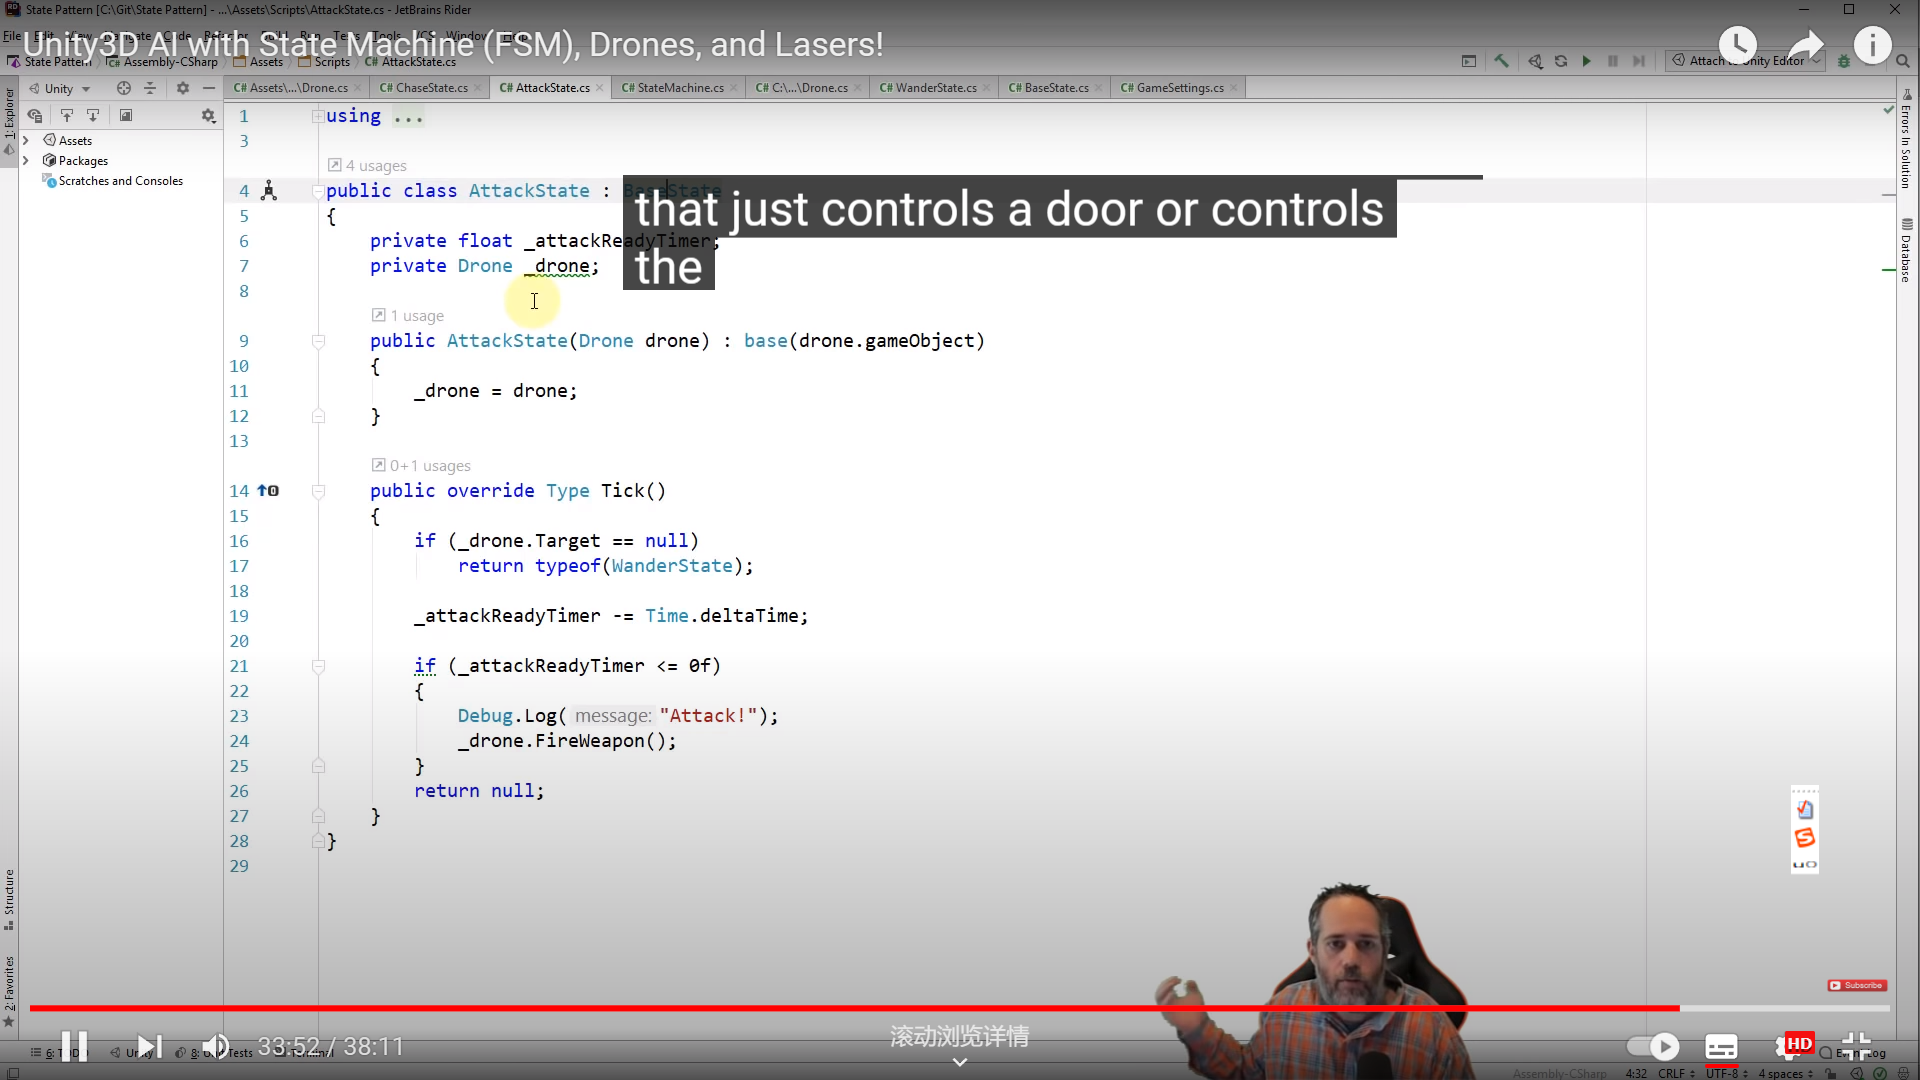 State Pattern [C:\Git\State Pattern] - ...\Assets\Scripts\AttackState.cs - JetBrains Rider
Unity3D AI with State Machine (FSM), Drones, and Lasers!
State Pattern Assembly-CSharp Assets Scripts AttackState.cs
Attach to Unity Editor
Unity
C# Assets\...\Drone.cs C# ChaseState.cs C# AttackState.cs C# StateMachine.cs C# C:\...\Drone.cs C# WanderState.cs C# BaseState.cs C# GameSettings.cs
1: Explorer
Assets
Packages
Scratches and Consoles
Errors In Solution
Database
1 using ...
3
4 usages
4 public class AttackState : BaseState
that just controls a door or controls
the
5 {
6 private float _attackReadyTimer;
7 private Drone _drone;
8
1 usage
9 public AttackState(Drone drone) : base(drone.gameObject)
10 {
11 _drone = drone;
12 }
13
0+1 usages
14 public override Type Tick()
15 {
16 if (_drone.Target == null)
17 return typeof(WanderState);
18
19 _attackReadyTimer -= Time.deltaTime;
20
21 if (_attackReadyTimer <= 0f)
22 {
23 Debug.Log( message: "Attack!");
24 _drone.FireWeapon();
25 }
26 return null;
27 }
28 }
29
Structure
2: Favorites
Subscribe
33:52 / 38:11
滚动浏览详情
HD
Assembly-CSharp 4:32 CRLF UTF-8 4 spaces